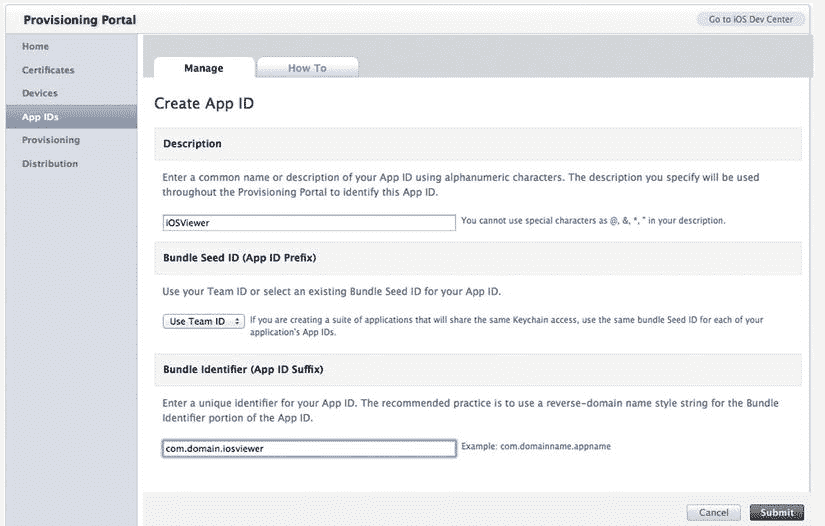 Provisioning Portal
Go to iOS Dev Center
Home
Certificates
Devices
App IDs
Provisioning
Distribution
Manage
How To
Create App ID
Description
Enter a common name or description of your App ID using alphanumeric characters. The description you specify will be used
throughout the Provisioning Portal to identify this App ID.
iOSViewer
You cannot use special characters as @, &, *, " in your description.
Bundle Seed ID (App ID Prefix)
Use your Team ID or select an existing Bundle Seed ID for your App ID.
Use Team ID
If you are creating a suite of applications that will share the same Keychain access, use the same bundle Seed ID for each of your
application's App IDs.
Bundle Identifier (App ID Suffix)
Enter a unique identifier for your App ID. The recommended practice is to use a reverse-domain name style string for the Bundle
Identifier portion of the App ID.
com.domain.iosviewer
Example: com.domainname.appname
Cancel
Submit